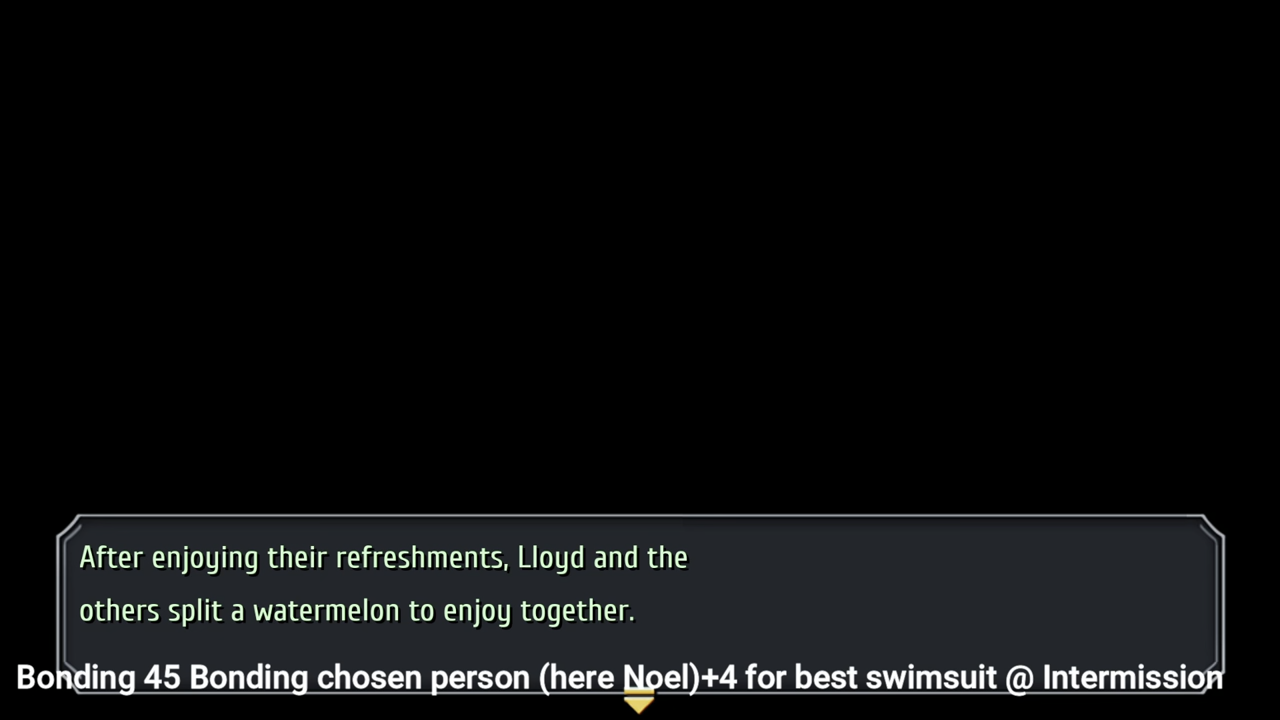 After enjoying their refreshments, Lloyd and the
others split a watermelon to enjoy together.
Bonding 45 Bonding chosen person (here Noel)+4 for best swimsuit @ Intermission